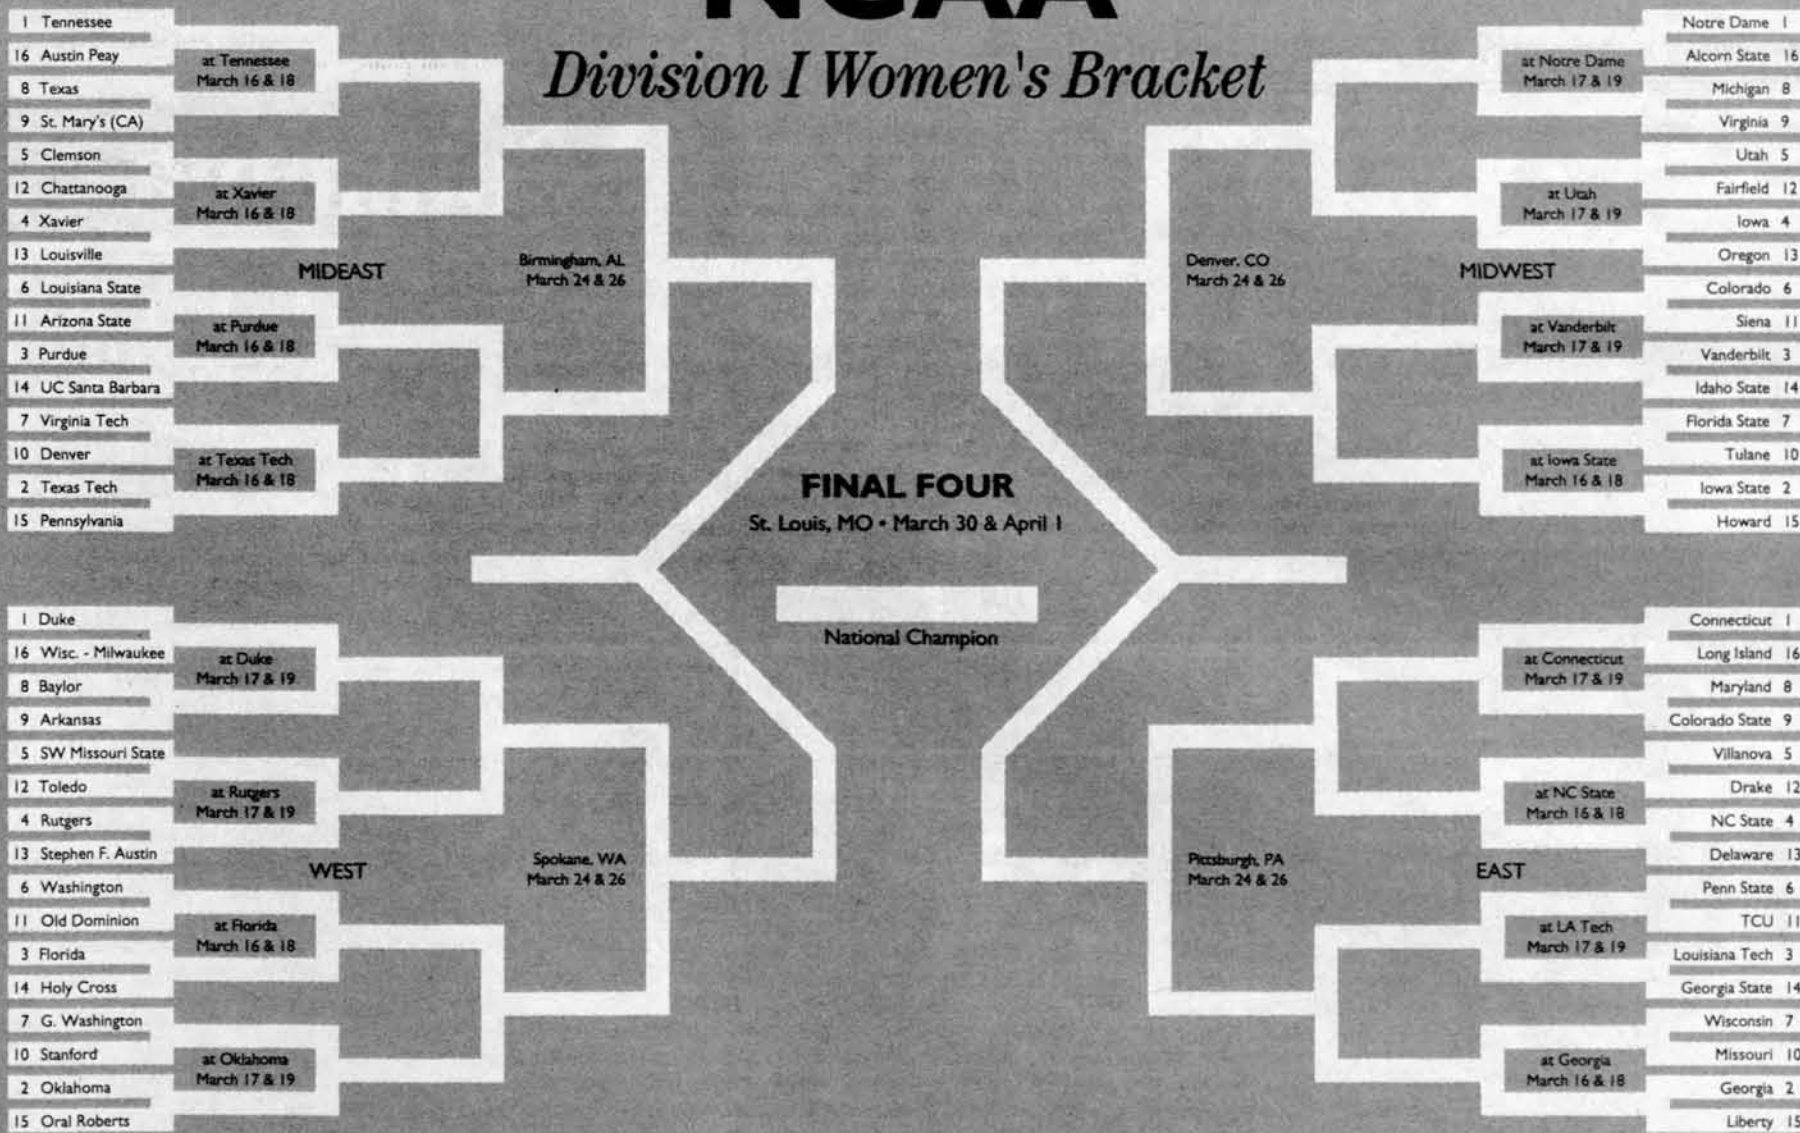 NCAA
Division I Women's Bracket
1 Tennessee
16 Austin Peay
8 Texas
9 St. Mary's (CA)
5 Clemson
12 Chattanooga
4 Xavier
13 Louisville
6 Louisiana State
11 Arizona State
3 Purdue
14 UC Santa Barbara
7 Virginia Tech
10 Denver
2 Texas Tech
15 Pennsylvania
at Tennessee
March 16 & 18
at Xavier
March 16 & 18
at Purdue
March 16 & 18
at Texas Tech
March 16 & 18
MIDEAST
Birmingham, AL
March 24 & 26
1 Duke
16 Wisc. - Milwaukee
8 Baylor
9 Arkansas
5 SW Missouri State
12 Toledo
4 Rutgers
13 Stephen F. Austin
6 Washington
11 Old Dominion
3 Florida
14 Holy Cross
7 G. Washington
10 Stanford
2 Oklahoma
15 Oral Roberts
at Duke
March 17 & 19
at Rutgers
March 17 & 19
at Florida
March 16 & 18
at Oklahoma
March 17 & 19
WEST
Spokane, WA
March 24 & 26
FINAL FOUR
St. Louis, MO • March 30 & April 1
National Champion
Notre Dame 1
Alcorn State 16
Michigan 8
Virginia 9
Utah 5
Fairfield 12
Iowa 4
Oregon 13
Colorado 6
Siena 11
Vanderbilt 3
Idaho State 14
Florida State 7
Tulane 10
Iowa State 2
Howard 15
at Notre Dame
March 17 & 19
at Utah
March 17 & 19
at Vanderbilt
March 17 & 19
at Iowa State
March 16 & 18
MIDWEST
Denver, CO
March 24 & 26
Connecticut 1
Long Island 16
Maryland 8
Colorado State 9
Villanova 5
Drake 12
NC State 4
Delaware 13
Penn State 6
TCU 11
Louisiana Tech 3
Georgia State 14
Wisconsin 7
Missouri 10
Georgia 2
Liberty 15
at Connecticut
March 17 & 19
at NC State
March 16 & 18
at LA Tech
March 17 & 19
at Georgia
March 16 & 18
EAST
Pittsburgh, PA
March 24 & 26